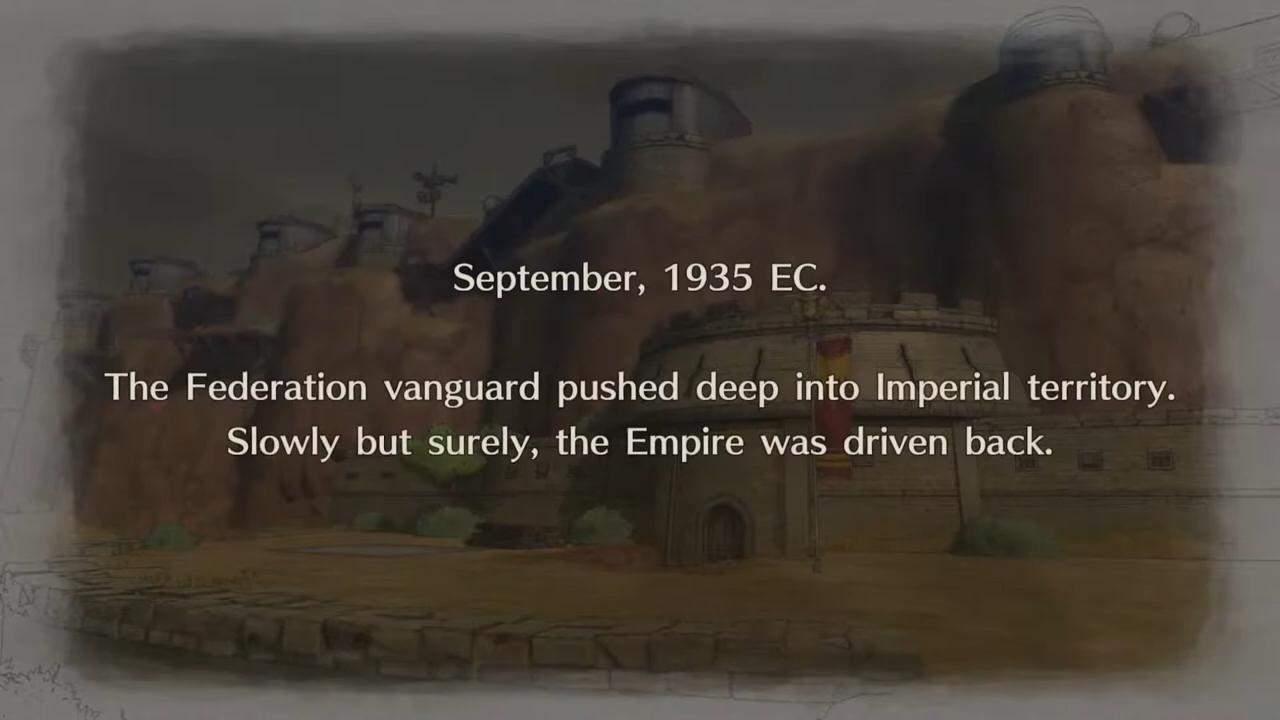 September, 1935 EC.
The Federation vanguard pushed deep into Imperial territory.
Slowly but surely, the Empire was driven back.